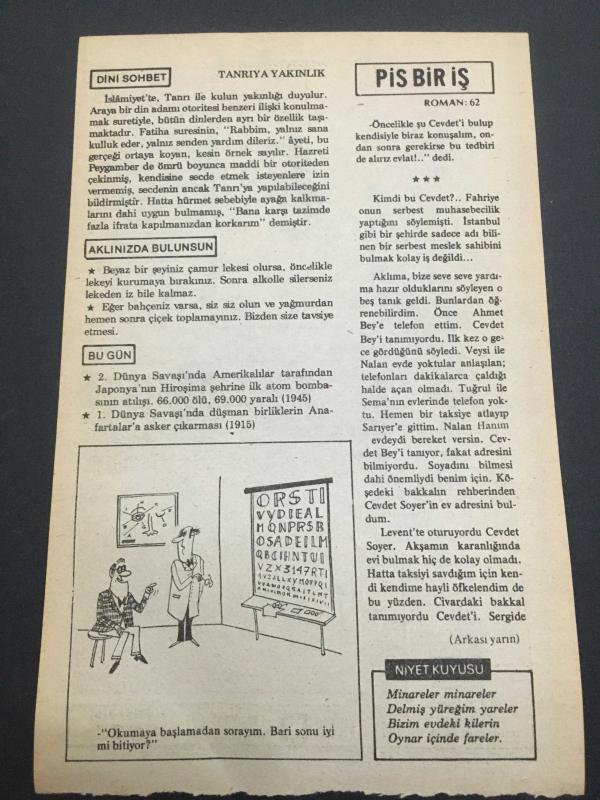 DİNİ SOHBET
TANRIYA YAKINLIK
İslâmiyet'te, Tanrı ile kulun yakınlığı duyulur.
Araya bir din adamı otoritesi benzeri ilişki konulma-
mak suretiyle, bütün dinlerden ayrı bir özellik taşı-
maktadır. Fatiha suresinin, "Rabbim, yalnız sana
kulluk eder, yalnız senden yardım dileriz." âyeti, bu
gerçeği ortaya koyan, kesin örnek sayılır. Hazreti
Peygamber de ömrü boyunca maddi bir otoriteden
çekinmiş, kendisine secde etmek isteyenlere izin
vermemiş, secdenin ancak Tanrı'ya yapılabileceğini
bildirmiştir. Hatta hürmet sebebiyle ayağa kalkma-
larını dahi uygun bulmamış, "Bana karşı tazimde
fazla ifrata kapılmanızdan korkarım" demiştir.
AKLINIZDA BULUNSUN
★ Beyaz bir şeyiniz çamur lekesi olursa, öncelikle
lekeyi kurumaya bırakınız. Sonra alkolle silerseniz
lekeden iz bile kalmaz.
★ Eğer bahçeniz varsa, siz siz olun ve yağmurdan
hemen sonra çiçek toplamayınız. Bizden size tavsiye
etmesi.
BU GÜN
★ 2. Dünya Savaşı'nda Amerikalılar tarafından
Japonya'nın Hiroşima şehrine ilk atom bomba-
sının atılışı. 66.000 ölü, 69.000 yaralı (1945)
★ 1. Dünya Savaşı'nda düşman birliklerin Ana-
fartalar'a asker çıkarması (1915)
ORSTI
VYDIEAL
MQNPRSB
OSADEILM
QBCIHNTUI
VZX3147RTI
-"Okumaya başlamadan sorayım. Bari sonu iyi
mi bitiyor?"
PİS BİR İŞ
ROMAN: 62
-Öncelikle şu Cevdet'i bulup
kendisiyle biraz konuşalım, on-
dan sonra gerekirse bu tedbiri
de alırız evlat!.." dedi.
★★★
Kimdi bu Cevdet?.. Fahriye
onun serbest muhasebecilik
yaptığını söylemişti. İstanbul
gibi bir şehirde sadece adı bili-
nen bir serbest meslek sahibini
bulmak kolay iş değildi...
Aklıma, bize seve seve yardı-
ma hazır olduklarını söyleyen o
beş tanık geldi. Bunlardan öğ-
renebilirdim. Önce Ahmet
Bey'e telefon ettim. Cevdet
Bey'i tanımıyordu. İlk kez o ge-
ce gördüğünü söyledi. Veysi ile
Nalan evde yoktular anlaşılan;
telefonları dakikalarca çaldığı
halde açan olmadı. Tuğrul ile
Sema'nın evlerinde telefon yok-
tu. Hemen bir taksiye atlayıp
Sarıyer'e gittim. Nalan Hanım
evdeydi bereket versin. Cev-
det Bey'i tanıyor, fakat adresini
bilmiyordu. Soyadını bilmesi
dahi önemliydi benim için. Kö-
şedeki bakkalın rehberinden
Cevdet Soyer'in ev adresini bul-
dum.
Levent'te oturuyordu Cevdet
Soyer. Akşamın karanlığında
evi bulmak hiç de kolay olmadı.
Hatta taksiyi savdığım için ken-
di kendime hayli öfkelendim de
bu yüzden. Civardaki bakkal
tanımıyordu Cevdet'i. Sergide
(Arkası yarın)
NİYET KUYUSU
Minareler minareler
Delmiş yüreğim yareler
Bizim evdeki kilerin
Oynar içinde fareler.